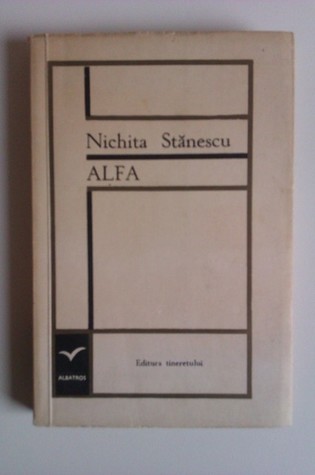 Nichita Stănescu
ALFA
Editura tineretului
ALBATROS